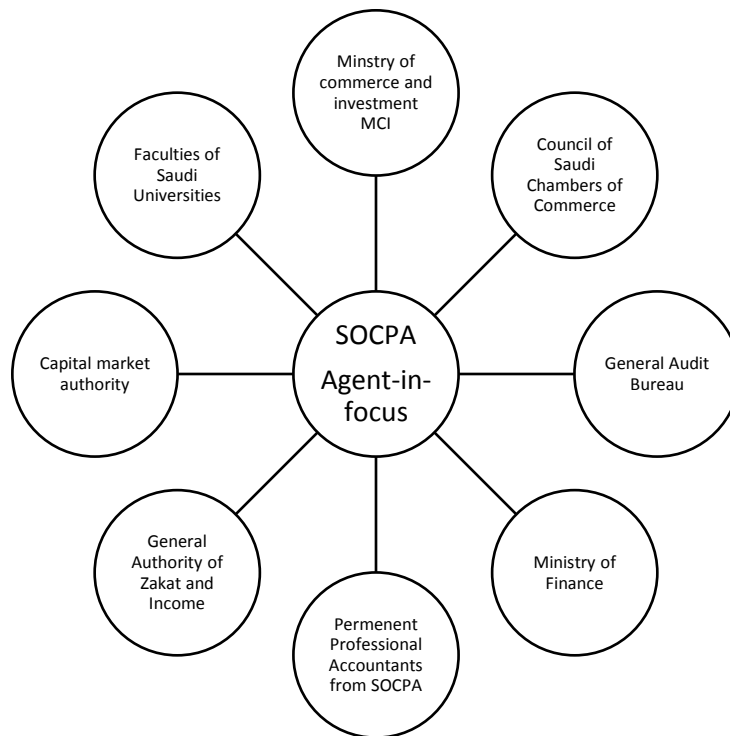 Minstry of
commerce and
investment
MCI
Faculties of
Saudi
Universities
Council of
Saudi
Chambers of
Commerce
SOCPA
Agent-in-
focus
Capital market
authority
General Audit
Bureau
General
Authority of
Zakat and
Income
Ministry of
Finance
Permenent
Professional
Accountants
from SOCPA